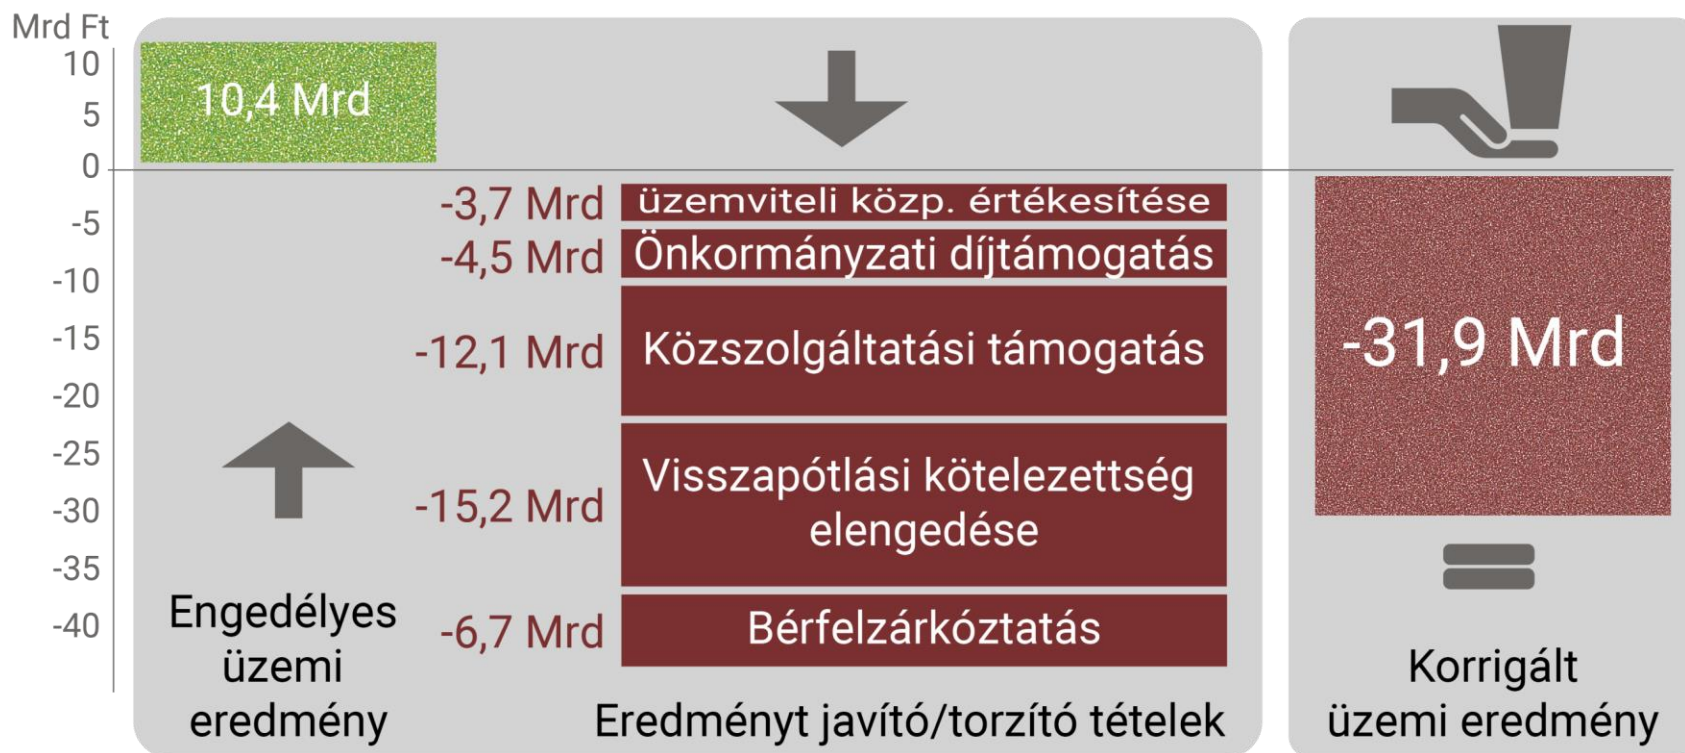 Mrd Ft
10
5
0
-5
-10
-15
-20
-25
-30
-35
-40
10,4 Mrd
Engedélyes
üzemi
eredmény
-3,7 Mrd
üzemviteli közp. értékesítése
-4,5 Mrd
Önkormányzati díjtámogatás
-12,1 Mrd
Közszolgáltatási támogatás
-15,2 Mrd
Visszapótlási kötelezettség
elengedése
-6,7 Mrd
Bérfelzárkóztatás
Eredményt javító/torzító tételek
-31,9 Mrd
Korrigált
üzemi eredmény